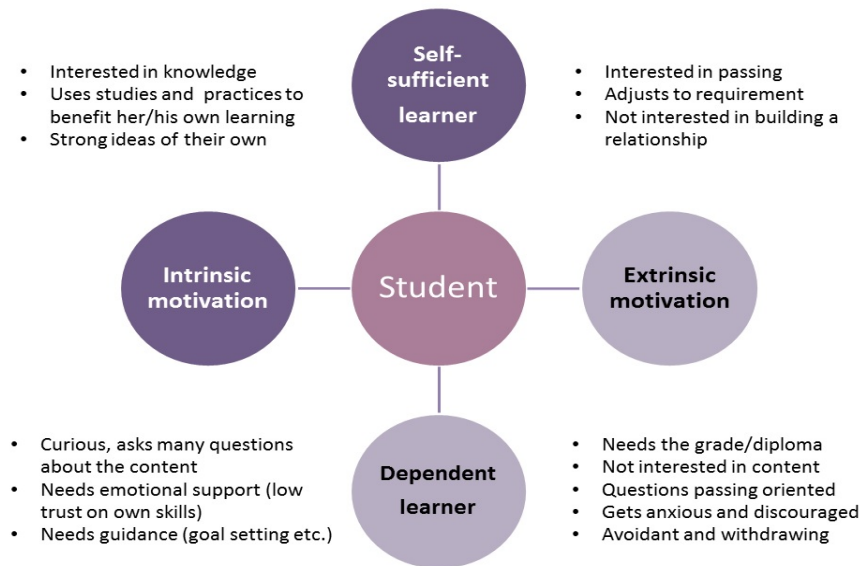 • Interested in knowledge
• Uses studies and practices to
benefit her/his own learning
• Strong ideas of their own
Self-
sufficient
learner
• Interested in passing
• Adjusts to requirement
• Not interested in building a
relationship
Intrinsic
motivation
Student
Extrinsic
motivation
• Curious, asks many questions
about the content
• Needs emotional support (low
trust on own skills)
• Needs guidance (goal setting etc.)
Dependent
learner
• Needs the grade/diploma
• Not interested in content
• Questions passing oriented
• Gets anxious and discouraged
• Avoidant and withdrawing